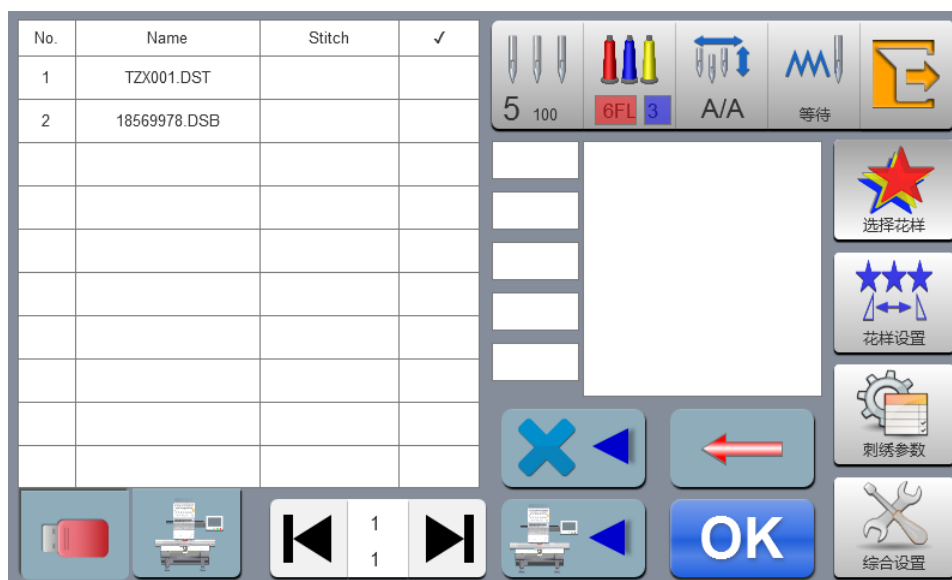 No. Name Stitch ✓
1 TZX001.DST
2 18569978.DSB
5 100
6FL 3
A/A
等待
选择花样
花样设置
刺绣参数
综合设置
1
1
OK